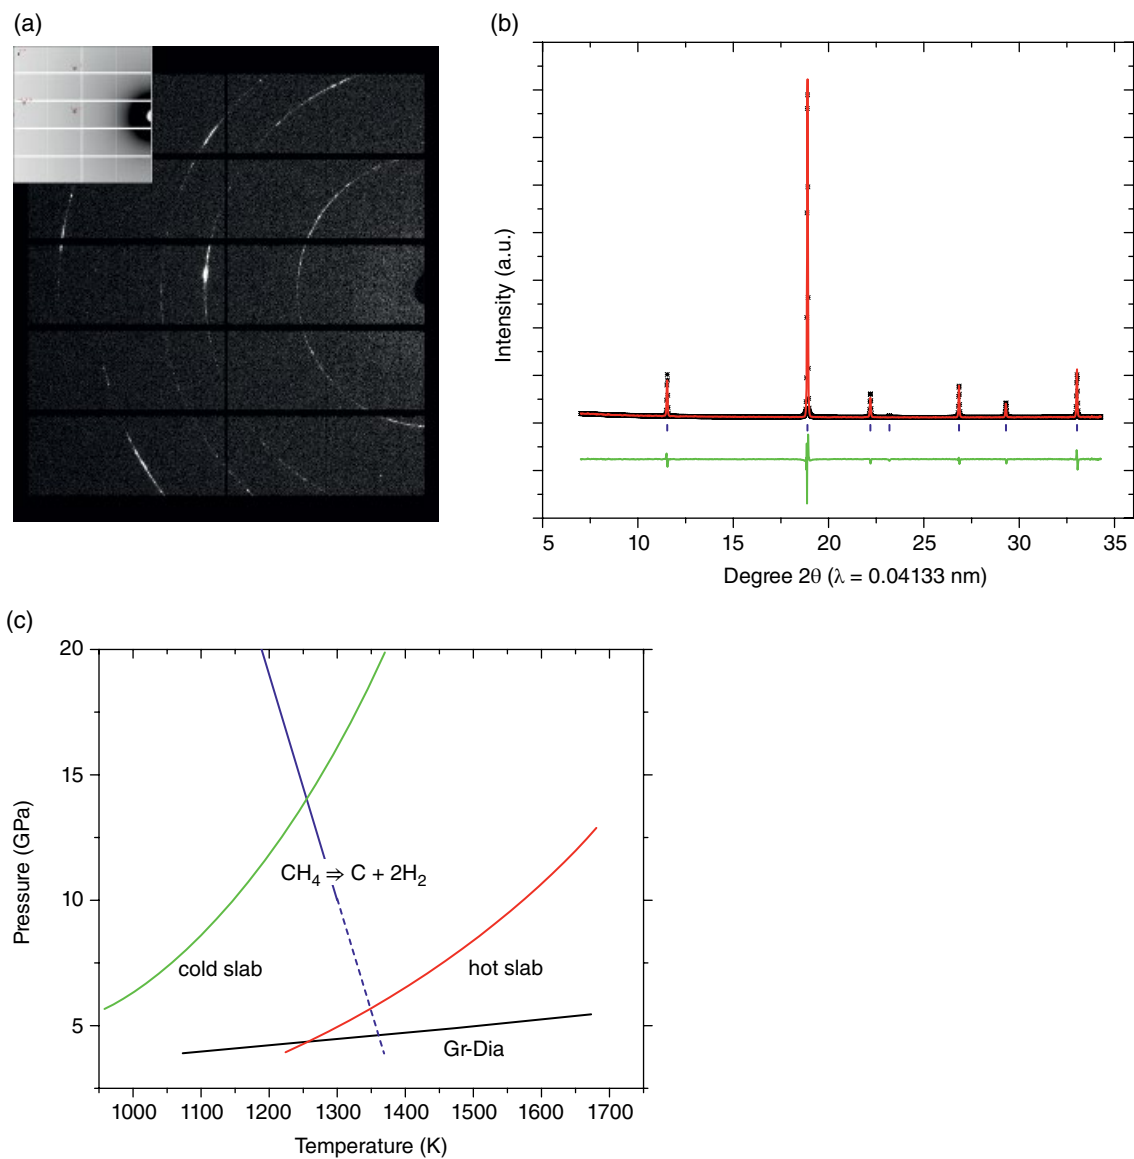 (a)
(b)
Intensity (a.u.)
5
10
15
20
25
30
35
Degree 2θ (λ = 0.04133 nm)
(c)
20
15
10
5
Pressure (GPa)
CH₄ ⇒ C + 2H₂
cold slab
hot slab
Gr-Dia
1000
1100
1200
1300
1400
1500
1600
1700
Temperature (K)